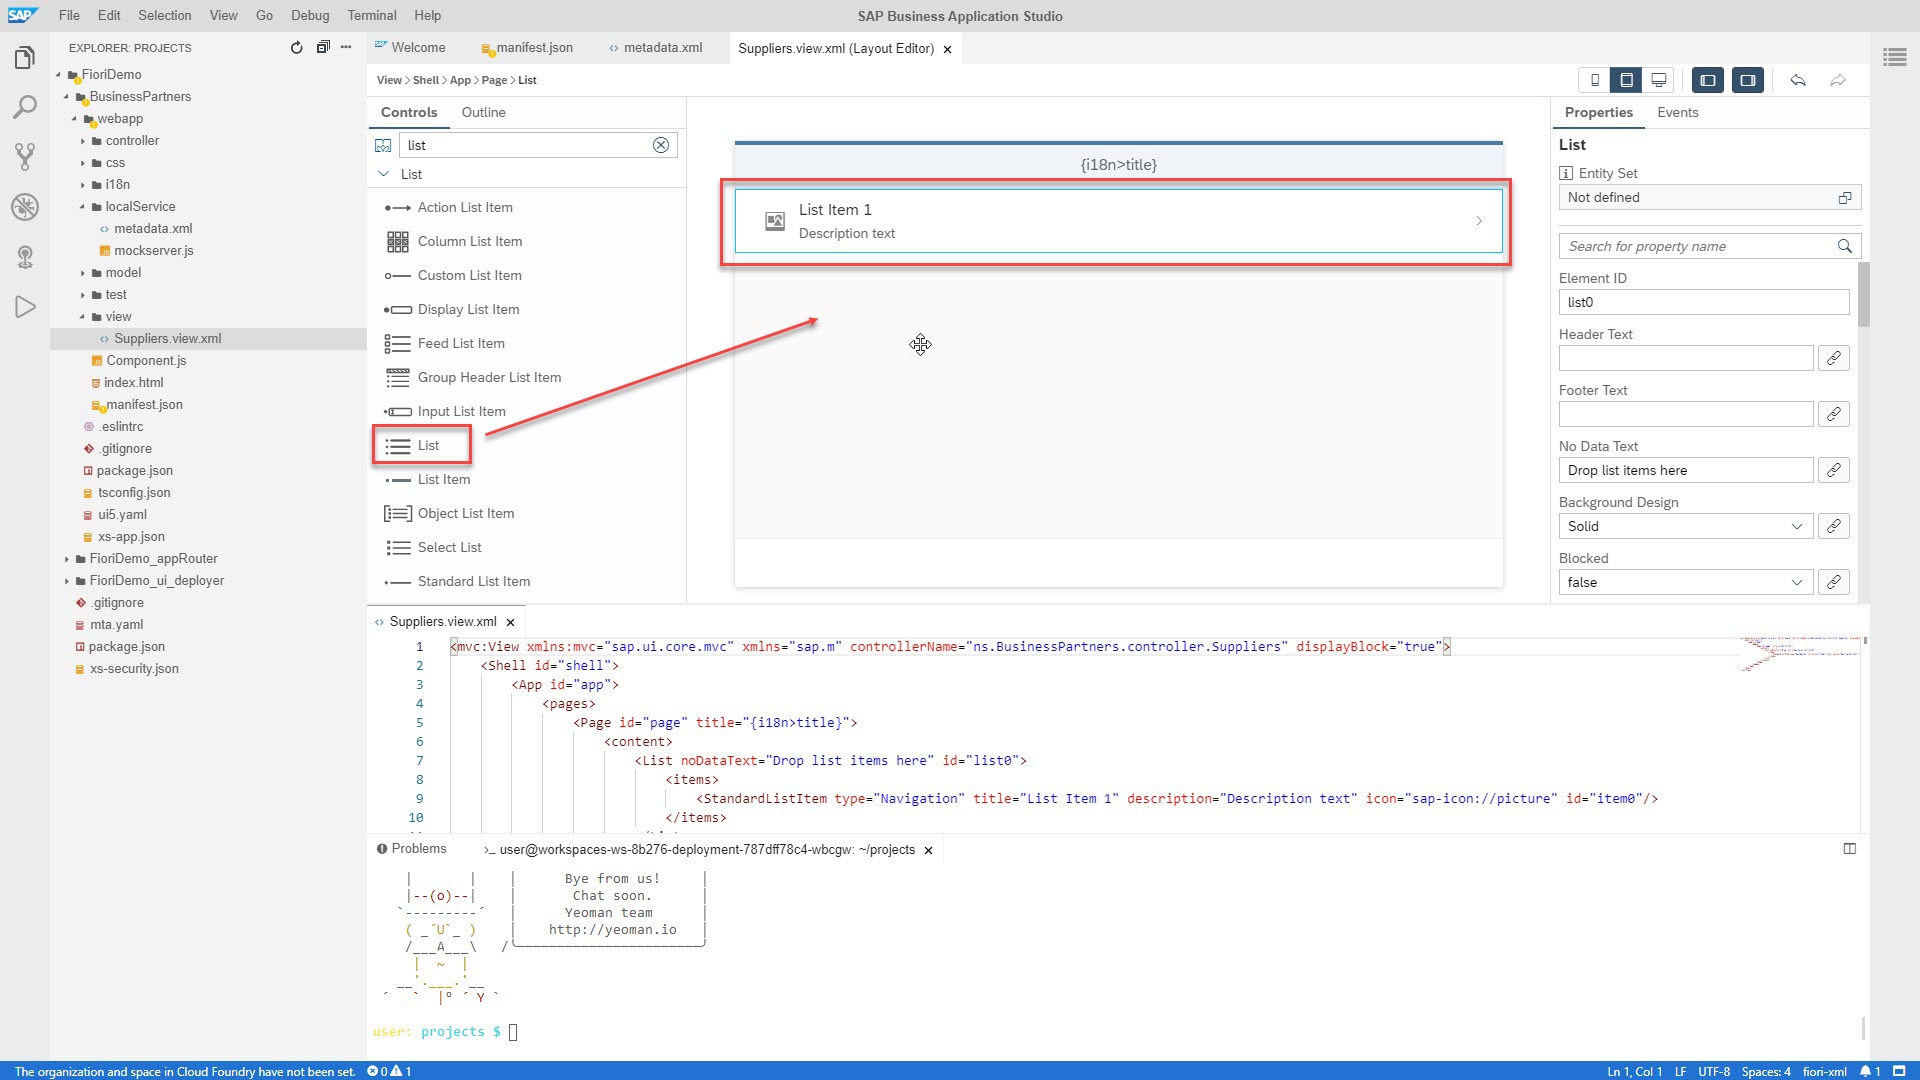 SAP File Edit Selection View Go Debug Terminal Help SAP Business Application Studio
EXPLORER: PROJECTS
FioriDemo
BusinessPartners
webapp
controller
css
i18n
localService
metadata.xml
mockserver.js
model
test
view
Suppliers.view.xml
Component.js
index.html
manifest.json
.eslintrc
.gitignore
package.json
tsconfig.json
ui5.yaml
xs-app.json
FioriDemo_appRouter
FioriDemo_ui_deployer
.gitignore
mta.yaml
package.json
xs-security.json
Welcome manifest.json metadata.xml Suppliers.view.xml (Layout Editor)
View > Shell > App > Page > List
Controls Outline
list
List
Action List Item
Column List Item
Custom List Item
Display List Item
Feed List Item
Group Header List Item
Input List Item
List
List Item
Object List Item
Select List
Standard List Item
{i18n>title}
List Item 1
Description text
Properties Events
List
Entity Set
Not defined
Search for property name
Element ID
list0
Header Text
Footer Text
No Data Text
Drop list items here
Background Design
Solid
Blocked
false
Suppliers.view.xml
1 <mvc:View xmlns:mvc="sap.ui.core.mvc" xmlns="sap.m" controllerName="ns.BusinessPartners.controller.Suppliers" displayBlock="true">
2 <Shell id="shell">
3 <App id="app">
4 <pages>
5 <Page id="page" title="{i18n>title}">
6 <content>
7 <List noDataText="Drop list items here" id="list0">
8 <items>
9 <StandardListItem type="Navigation" title="List Item 1" description="Description text" icon="sap-icon://picture" id="item0"/>
10 </items>
Problems >_ user@workspaces-ws-8b276-deployment-787dff78c4-wbcgw: ~/projects
| | | Bye from us! |
|--(o)--| | Chat soon. |
`---------´ | Yeoman team |
( _´U`_ ) | http://yeoman.io |
/___A___\ /╰───────────────────────╯
| ~ |
__'.___.'__
´ ` |° ´ Y `
user: projects $
The organization and space in Cloud Foundry have not been set. 0 1
Ln 1, Col 1 LF UTF-8 Spaces: 4 fiori-xml 1